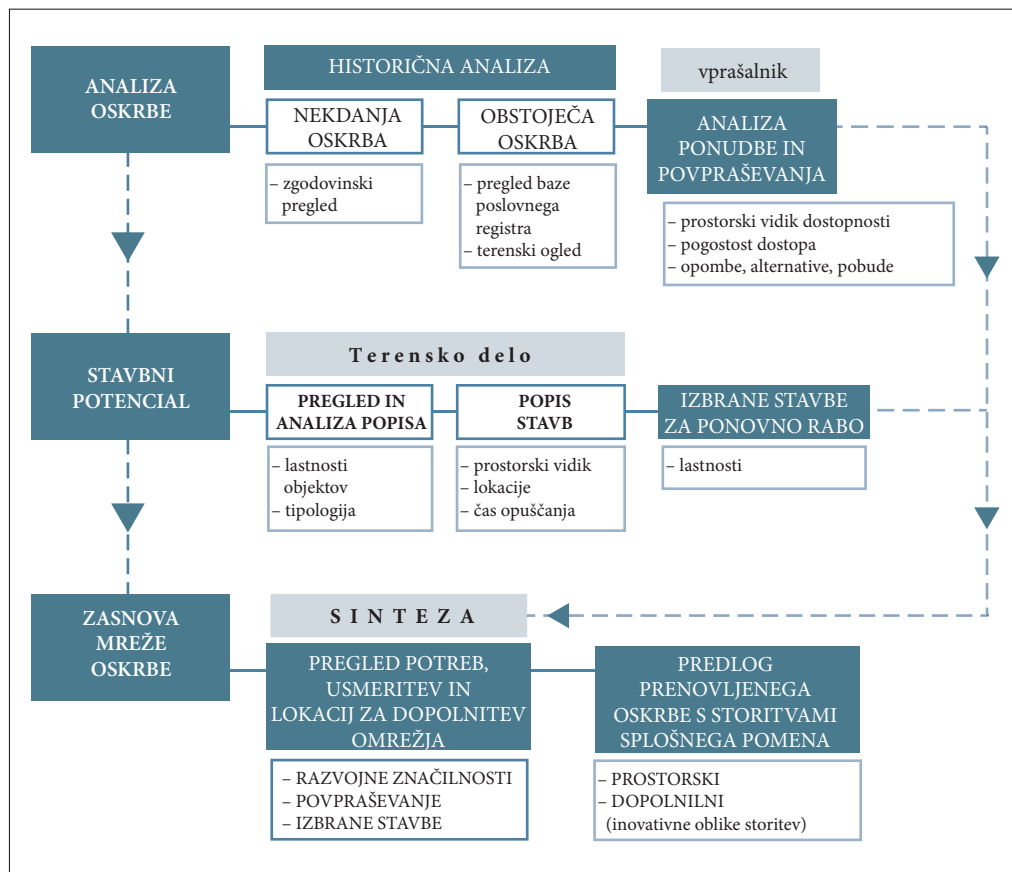 ANALIZA
OSKRBE
HISTORIČNA ANALIZA
NEKDANJA
OSKRBA
– zgodovinski
pregled
OBSTOJEČA
OSKRBA
– pregled baze
poslovnega
registra
– terenski ogled
vprašalnik
ANALIZA
PONUDBE IN
POVPRAŠEVANJA
– prostorski vidik dostopnosti
– pogostost dostopa
– opombe, alternative, pobude
STAVBNI
POTENCIAL
Terensko delo
PREGLED IN
ANALIZA POPISA
– lastnosti
objektov
– tipologija
POPIS
STAVB
– prostorski vidik
– lokacije
– čas opuščanja
IZBRANE STAVBE
ZA PONOVNO RABO
– lastnosti
ZASNOVA
MREŽE
OSKRBE
SINTEZA
PREGLED POTREB,
USMERITEV IN
LOKACIJ ZA DOPOLNITEV
OMREŽJA
– RAZVOJNE ZNAČILNOSTI
– POVPRAŠEVANJE
– IZBRANE STAVBE
PREDLOG
PRENOVLJENEGA
OSKRBE S STORITVAMI
SPLOŠNEGA POMENA
– PROSTORSKI
– DOPOLNILNI
(inovativne oblike storitev)